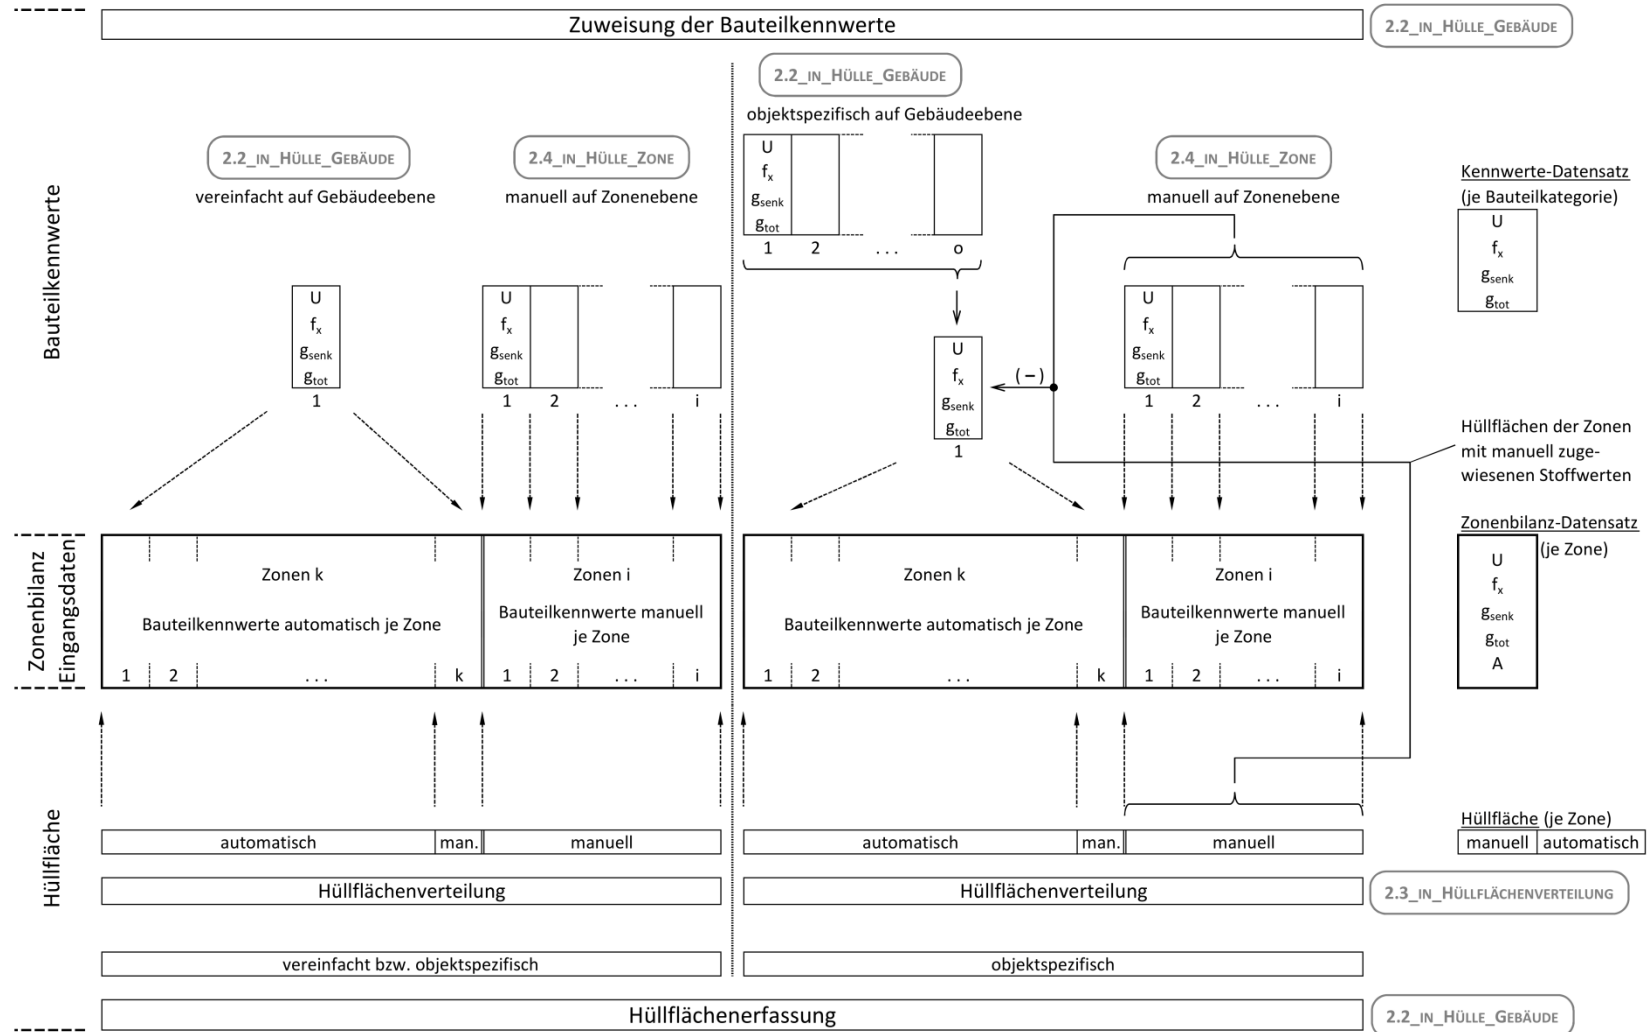 Zuweisung der Bauteilkennwerte
2.2_IN_HÜLLE_GEBÄUDE
Bauteilkennwerte
2.2_IN_HÜLLE_GEBÄUDE
vereinfacht auf Gebäudeebene
U
fx
gsenk
gtot
1
2.4_IN_HÜLLE_ZONE
manuell auf Zonenebene
U
fx
gsenk
gtot
1 2 ... i
2.2_IN_HÜLLE_GEBÄUDE
objektspezifisch auf Gebäudeebene
U
fx
gsenk
gtot
1 2 ... o
U
fx
gsenk
gtot
1
(–)
2.4_IN_HÜLLE_ZONE
manuell auf Zonenebene
U
fx
gsenk
gtot
1 2 ... i
Kennwerte-Datensatz
(je Bauteilkategorie)
U
fx
gsenk
gtot
Hüllflächen der Zonen
mit manuell zuge-
wiesenen Stoffwerten
Zonenbilanz
Eingangsdaten
Zonen k
Bauteilkennwerte automatisch je Zone
1 2 ... k
Zonen i
Bauteilkennwerte manuell
je Zone
1 2 ... i
Zonen k
Bauteilkennwerte automatisch je Zone
1 2 ... k
Zonen i
Bauteilkennwerte manuell
je Zone
1 2 ... i
Zonenbilanz-Datensatz
(je Zone)
U
fx
gsenk
gtot
A
Hüllfläche
automatisch man. manuell
automatisch man. manuell
Hüllfläche (je Zone)
manuell automatisch
Hüllflächenverteilung
Hüllflächenverteilung
2.3_IN_HÜLLFLÄCHENVERTEILUNG
vereinfacht bzw. objektspezifisch
objektspezifisch
Hüllflächenerfassung
2.2_IN_HÜLLE_GEBÄUDE